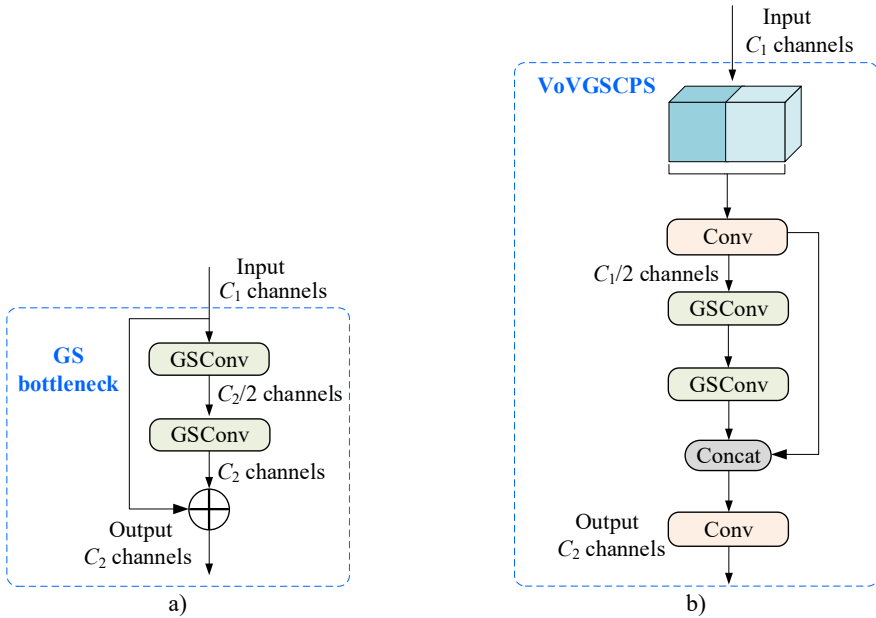 Input
C₁ channels
GS
bottleneck
GSConv
C₂/2 channels
GSConv
C₂ channels
Output
C₂ channels
a)
Input
C₁ channels
VoVGSCPS
Conv
C₁/2 channels
GSConv
GSConv
Concat
Output
C₂ channels
Conv
b)